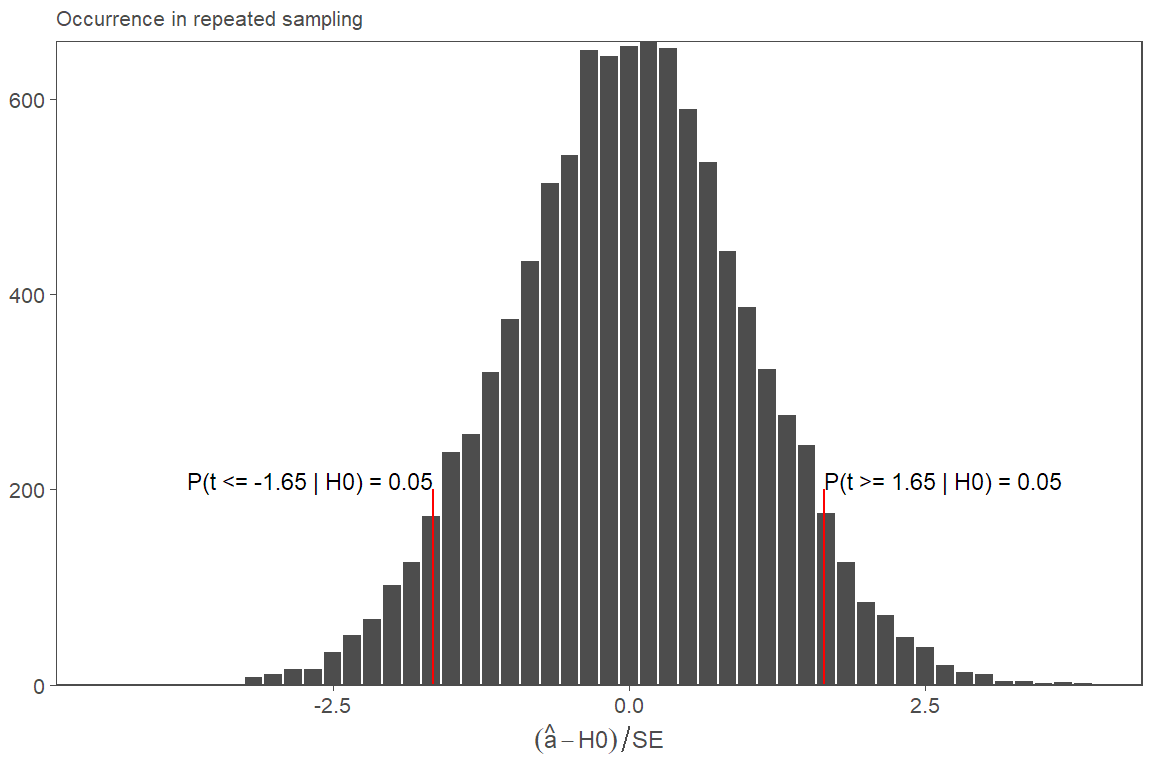 Occurrence in repeated sampling
600
400
200
0
P(t <= -1.65 | H0) = 0.05
P(t >= 1.65 | H0) = 0.05
-2.5 0.0 2.5
(â − H0)/SE